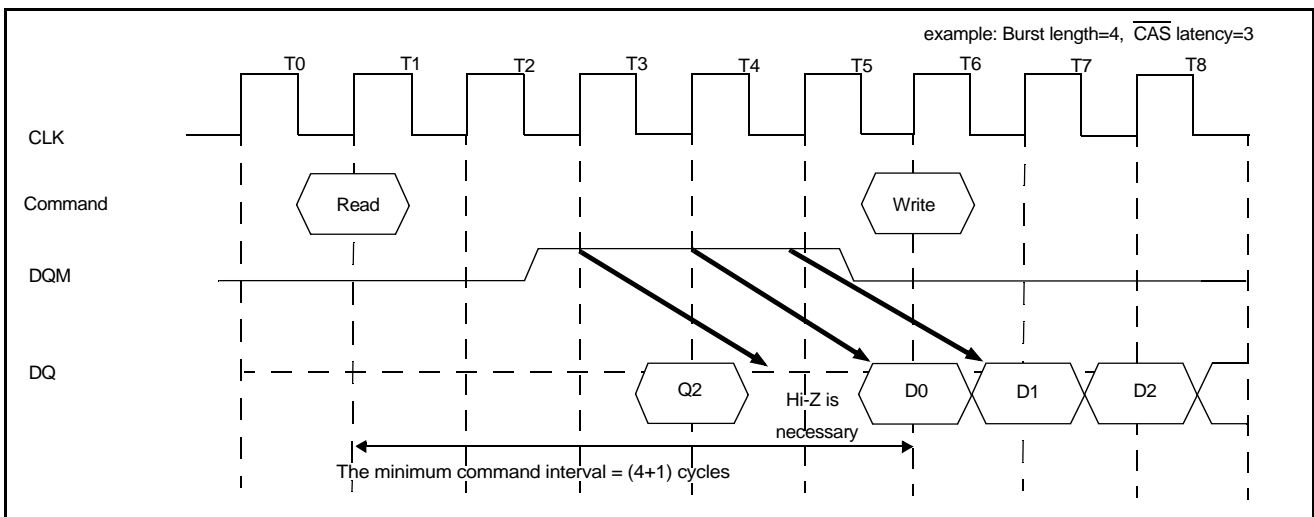 example: Burst length=4, CAS latency=3
T0 T1 T2 T3 T4 T5 T6 T7 T8
CLK
Command Read Write
DQM
DQ Q2 D0 D1 D2
Hi-Z is
necessary
The minimum command interval = (4+1) cycles